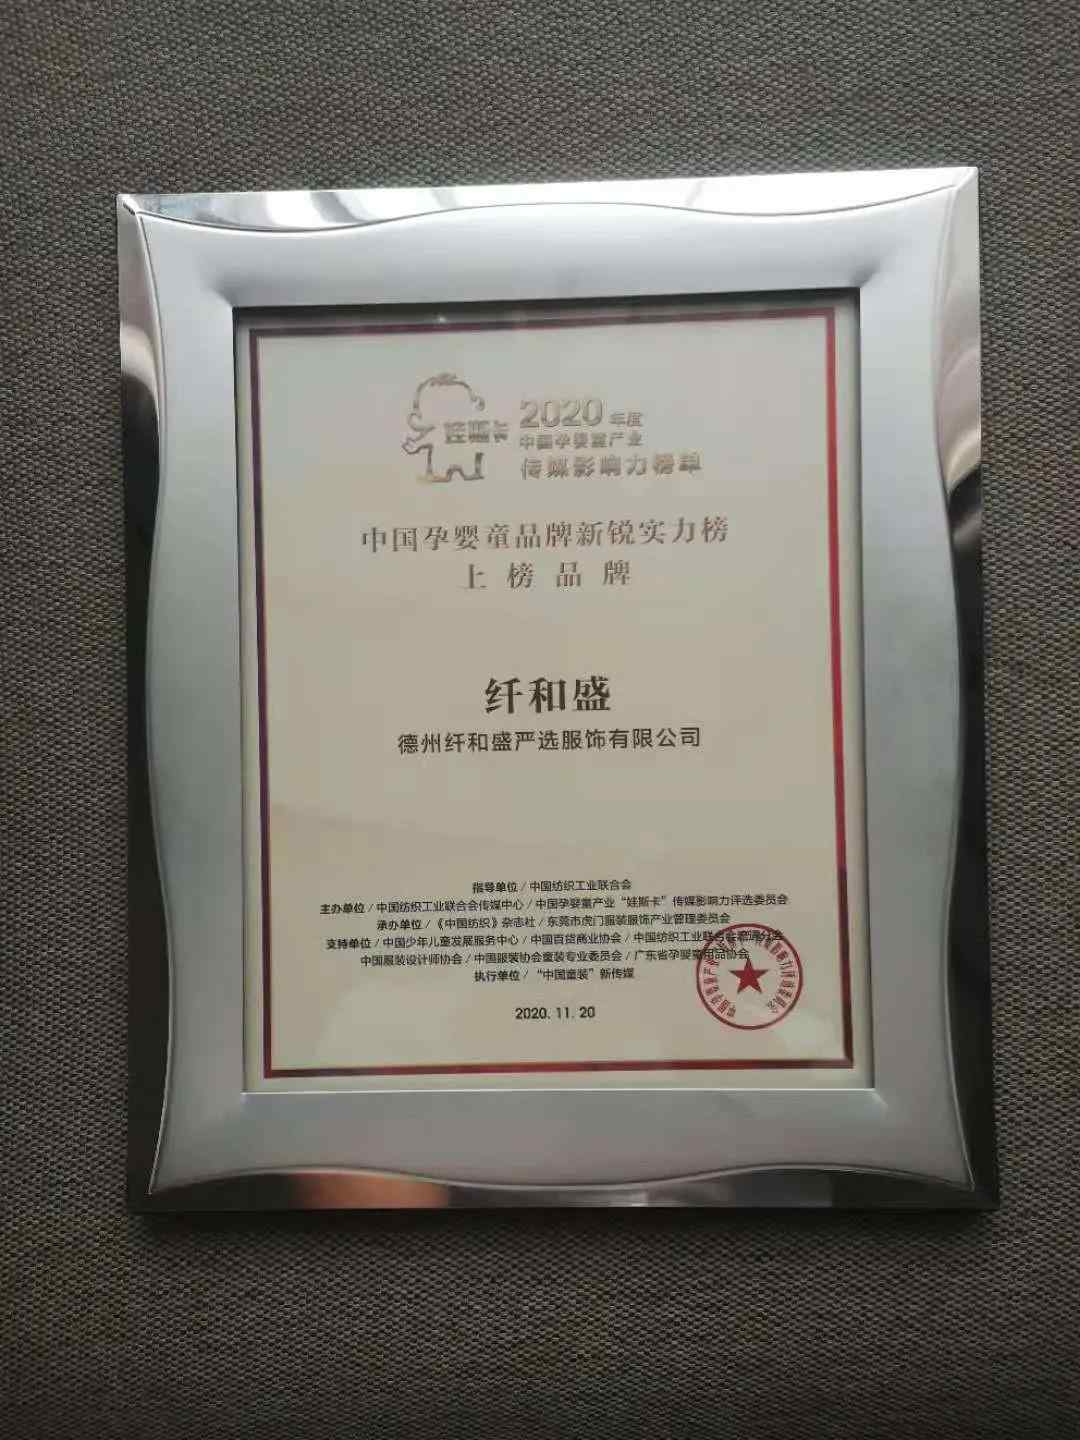 娃斯卡
2020年度
中国孕婴童产业
传媒影响力榜单
中国孕婴童品牌新锐实力榜
上榜品牌
纤和盛
德州纤和盛严选服饰有限公司
指导单位/中国纺织工业联合会
主办单位/中国纺织工业联合会传媒中心/中国孕婴童产业“娃斯卡”传媒影响力评选委员会
承办单位/《中国纺织》杂志社/东莞市虎门服装服饰产业管理委员会
支持单位/中国少年儿童发展服务中心/中国百货商业协会/中国纺织工业联合会流通分会
中国服装设计师协会/中国服装协会童装专业委员会/广东省孕婴童用品协会
执行单位/“中国童装”新传媒
2020.11.20